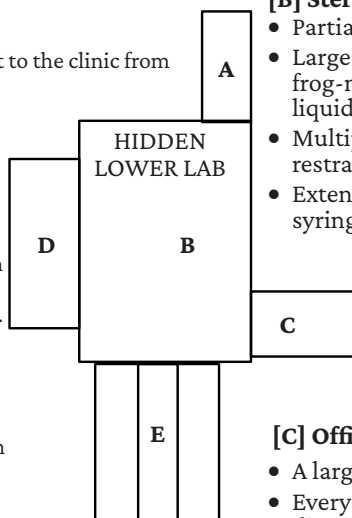 [B] Ster
• Partia
t to the clinic from
A
• Large
frog-
liquid
• Multi
restra
• Exten
syring
HIDDEN
LOWER LAB
D
B
C
E
[C] Offi
• A larg
• Every